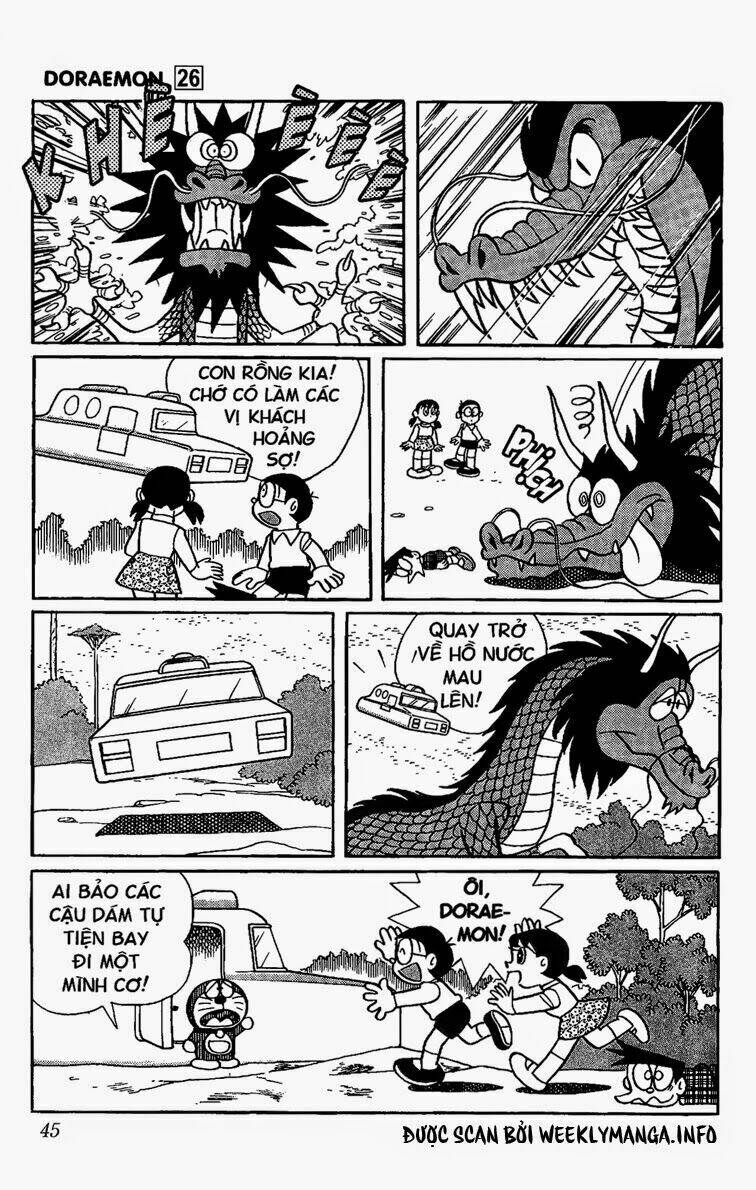 DORAEMON 26
KHÈ È È È
CON RỒNG KIA!
CHỚ CÓ LÀM CÁC
VỊ KHÁCH
HOẢNG
SỢ!
PHỊCH
QUAY TRỞ
VỀ HỒ NƯỚC
MAU
LÊN!
AI BẢO CÁC
CẬU DÁM TỰ
TIỆN BAY
ĐI MỘT
MÌNH CƠ!
ÔI,
DORAE-
MON!
45
ĐƯỢC SCAN BỞI WEEKLYMANGA.INFO